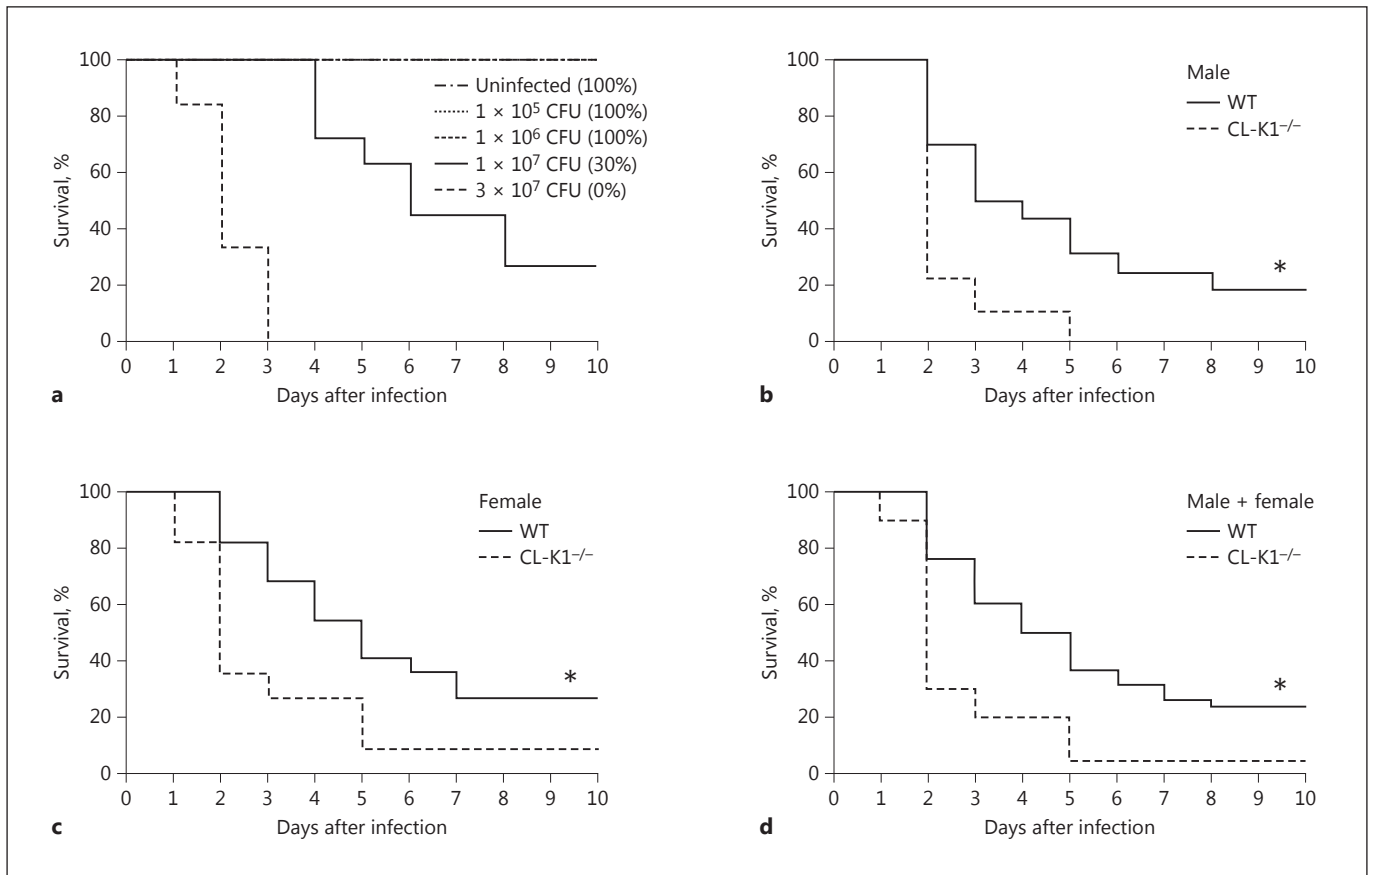 100
80
60
40
20
0
Survival, %
Uninfected (100%)
1 × 10⁵ CFU (100%)
1 × 10⁶ CFU (100%)
1 × 10⁷ CFU (30%)
3 × 10⁷ CFU (0%)
0 1 2 3 4 5 6 7 8 9 10
Days after infection
a
100
80
60
40
20
0
Survival, %
Male
WT
CL-K1⁻/⁻
*
0 1 2 3 4 5 6 7 8 9 10
Days after infection
b
100
80
60
40
20
0
Survival, %
Female
WT
CL-K1⁻/⁻
*
0 1 2 3 4 5 6 7 8 9 10
Days after infection
c
100
80
60
40
20
0
Survival, %
Male + female
WT
CL-K1⁻/⁻
*
0 1 2 3 4 5 6 7 8 9 10
Days after infection
d